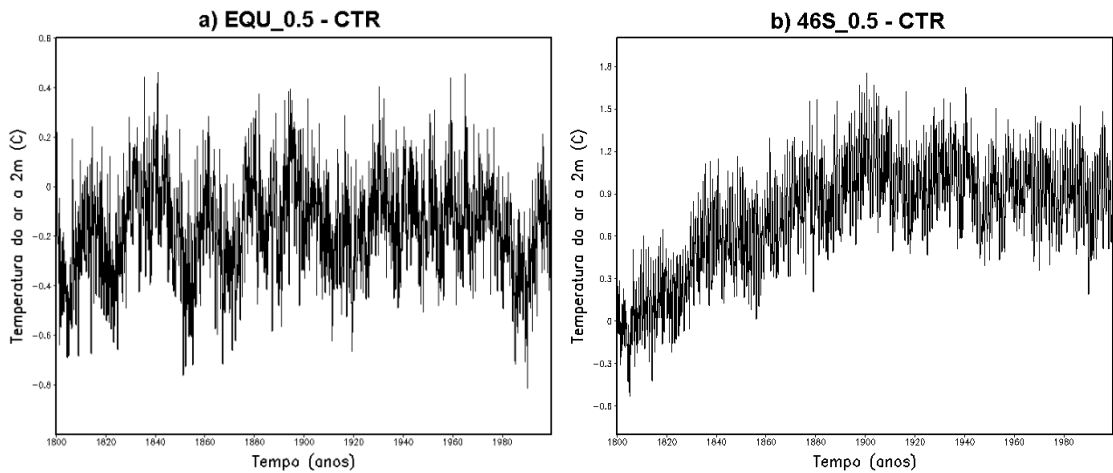 a) EQU_0.5 - CTR
Temperatura do ar a 2m (C)
0.6
0.4
0.2
0
-0.2
-0.4
-0.6
-0.8
1800 1820 1840 1860 1880 1900 1920 1940 1960 1980
Tempo (anos)
b) 46S_0.5 - CTR
Temperatura do ar a 2m (C)
1.8
1.5
1.2
0.9
0.6
0.3
0
-0.3
-0.6
1800 1820 1840 1860 1880 1900 1920 1940 1960 1980
Tempo (anos)